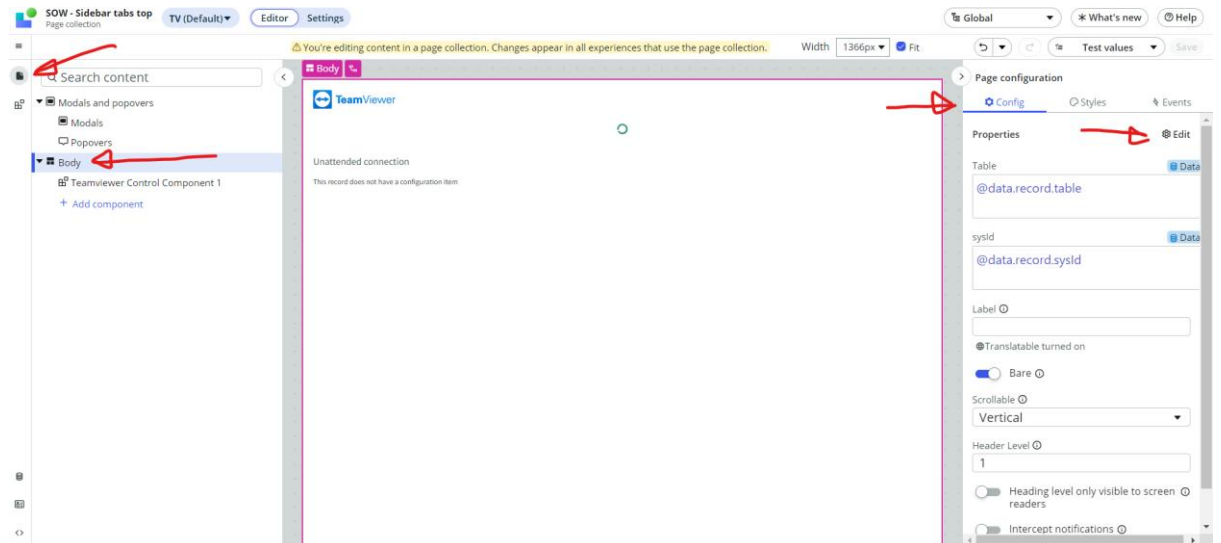 SOW - Sidebar tabs top
Page collection
TV (Default)
Editor
Settings
Global
What's new
Help
You're editing content in a page collection. Changes appear in all experiences that use the page collection.
Width
1366px
Fit
Test values
Save
Search content
Modals and popovers
Modals
Popovers
Body
Teamviewer Control Component 1
+ Add component
Body
TeamViewer
Unattended connection
This record does not have a configuration item
Page configuration
Config
Styles
Events
Properties
Edit
Table
Data
@data.record.table
sysId
Data
@data.record.sysId
Label
Translatable turned on
Bare
Scrollable
Vertical
Header Level
1
Heading level only visible to screen
readers
Intercept notifications